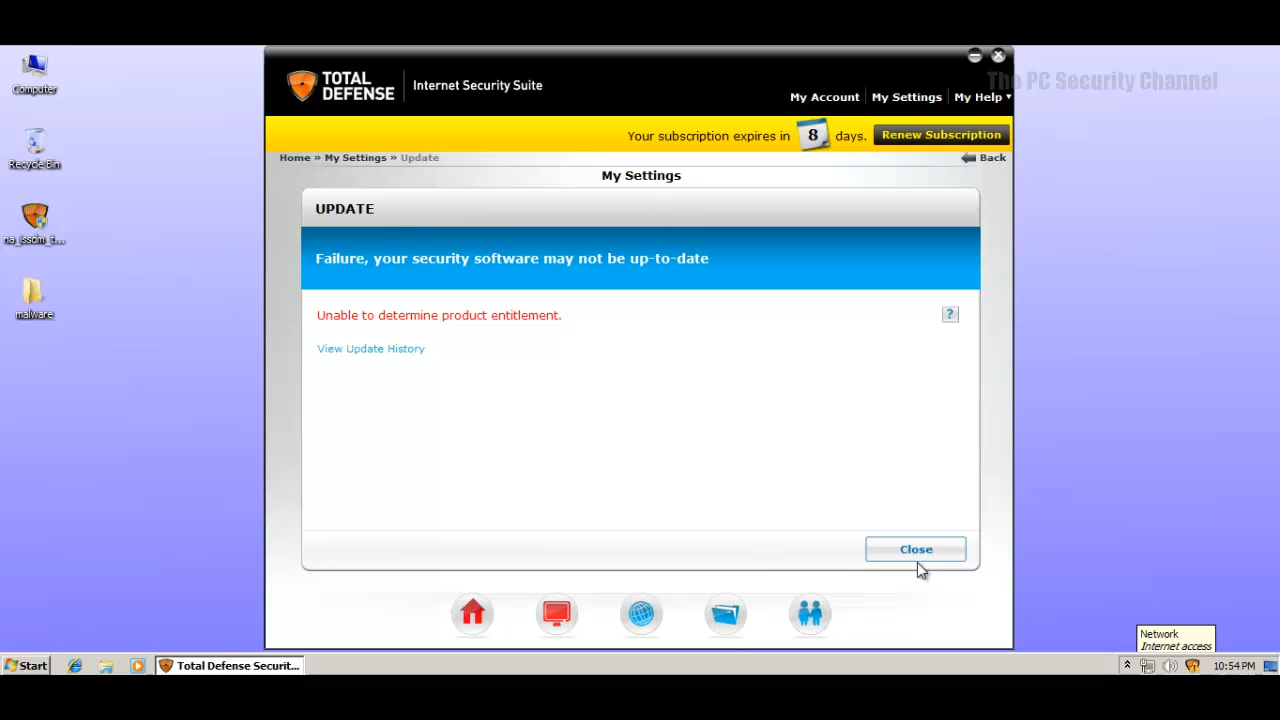 The PC Security Channel
TOTAL DEFENSE
Internet Security Suite
My Account
My Settings
My Help
Your subscription expires in 8 days.
Renew Subscription
Home » My Settings » Update
Back
My Settings
UPDATE
Failure, your security software may not be up-to-date
Unable to determine product entitlement.
?
View Update History
Close
Computer
Recycle Bin
malware
Network
Internet access
Start
Total Defense Securit...
10:54 PM